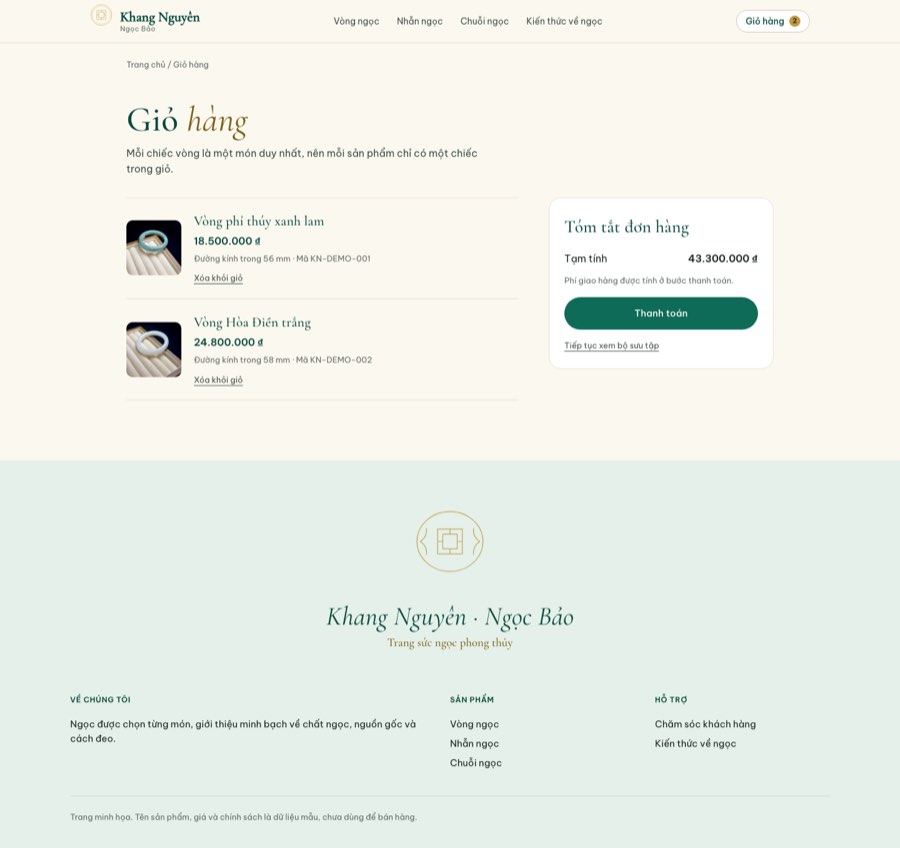 Khang Nguyên
Ngọc Bảo
Vòng ngọc
Nhẫn ngọc
Chuỗi ngọc
Kiến thức về ngọc
Giỏ hàng 2
Trang chủ / Giỏ hàng
Giỏ hàng
Mỗi chiếc vòng là một món duy nhất, nên mỗi sản phẩm chỉ có một chiếc
trong giỏ.
Vòng phỉ thúy xanh lam
18.500.000 ₫
Đường kính trong 56 mm · Mã KN-DEMO-001
Xóa khỏi giỏ
Vòng Hòa Điền trắng
24.800.000 ₫
Đường kính trong 58 mm · Mã KN-DEMO-002
Xóa khỏi giỏ
Tóm tắt đơn hàng
Tạm tính 43.300.000 ₫
Phí giao hàng được tính ở bước thanh toán.
Thanh toán
Tiếp tục xem bộ sưu tập
Khang Nguyên · Ngọc Bảo
Trang sức ngọc phong thủy
VỀ CHÚNG TÔI
Ngọc được chọn từng món, giới thiệu minh bạch về chất ngọc, nguồn gốc và
cách đeo.
SẢN PHẨM
Vòng ngọc
Nhẫn ngọc
Chuỗi ngọc
HỖ TRỢ
Chăm sóc khách hàng
Kiến thức về ngọc
Trang minh họa. Tên sản phẩm, giá và chính sách là dữ liệu mẫu, chưa dùng để bán hàng.